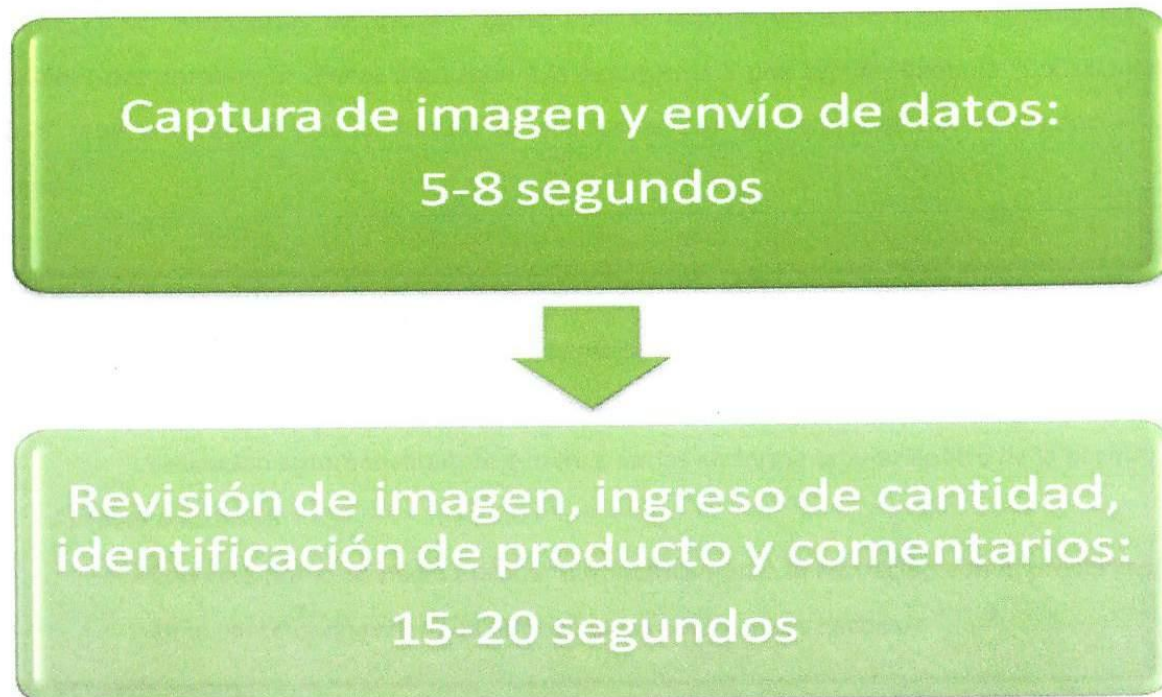 Captura de imagen y envío de datos:
5-8 segundos
Revisión de imagen, ingreso de cantidad,
identificación de producto y comentarios:
15-20 segundos